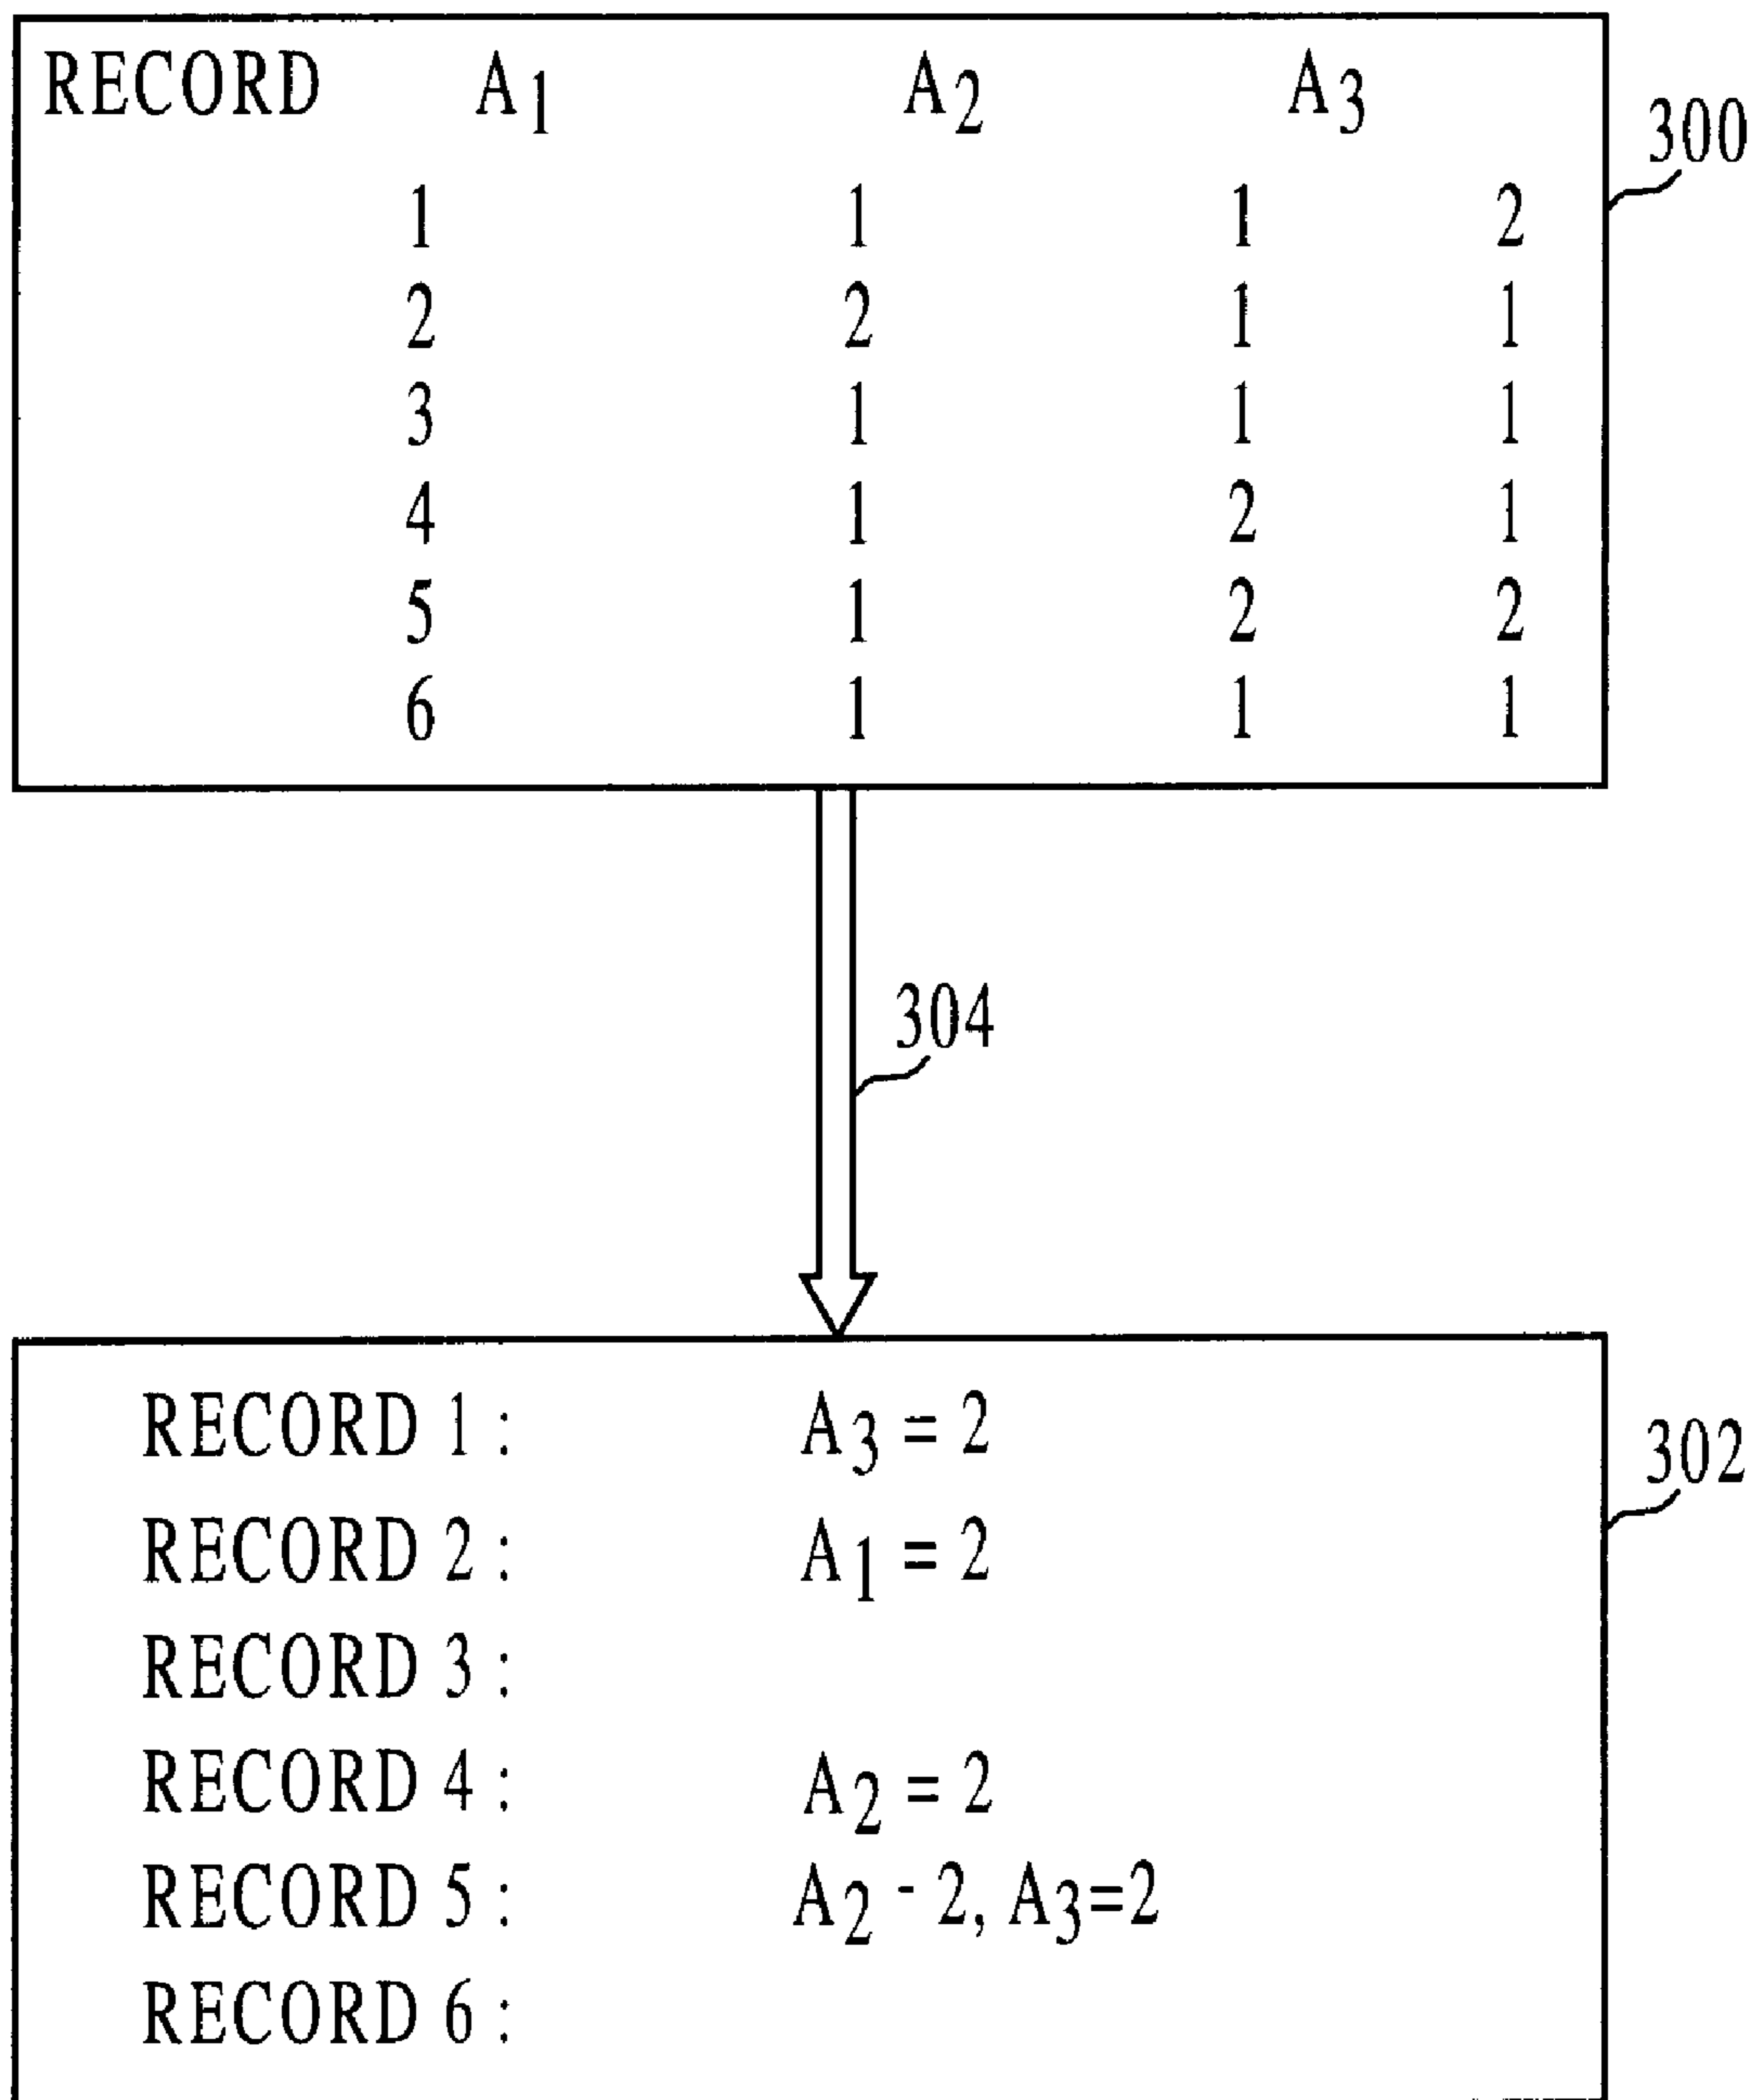 RECORD A1 A2 A3
300
1 1 1 2
2 2 1 1
3 1 1 1
4 1 2 1
5 1 2 2
6 1 1 1
304
RECORD 1 : A3 = 2
302
RECORD 2 : A1 = 2
RECORD 3 :
RECORD 4 : A2 = 2
RECORD 5 : A2 - 2, A3=2
RECORD 6 :